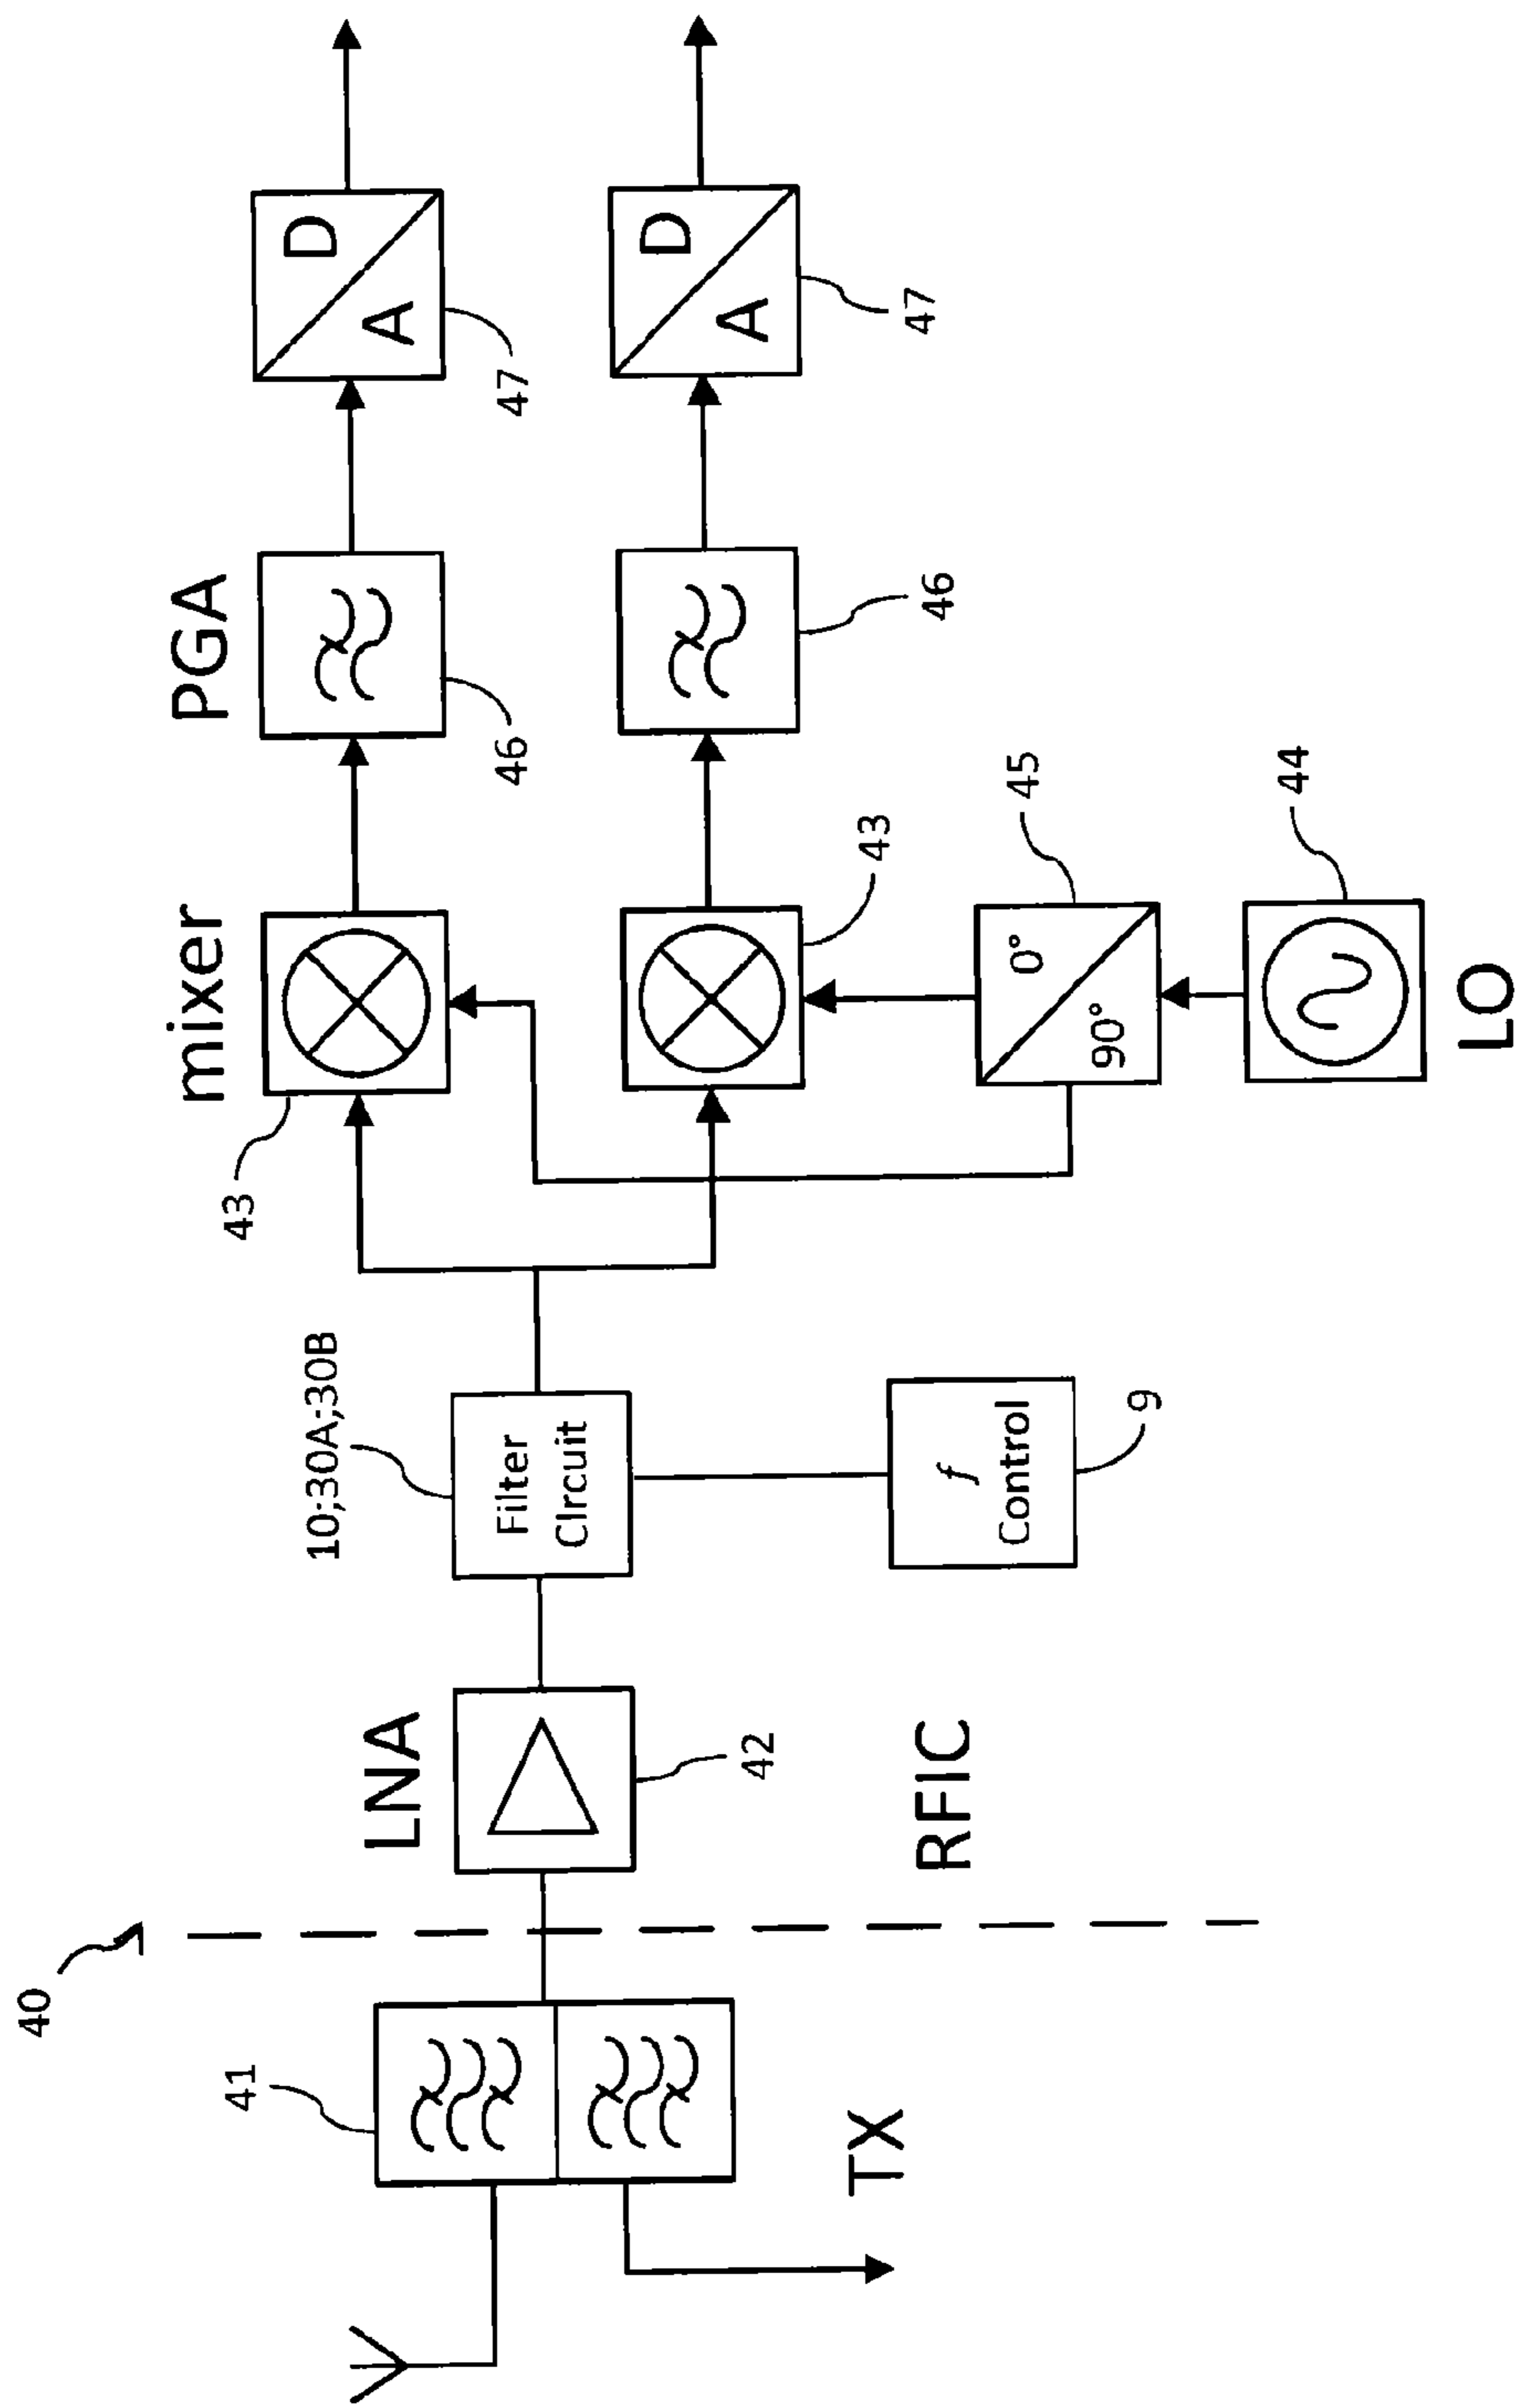 40
41
TX
LNA
42
RFIC
10;30A;30B
Filter
CIrcuit
f
Control
9
mixer
43
43
0°
90°
45
44
LO
PGA
46
46
A
D
47
A
D
47